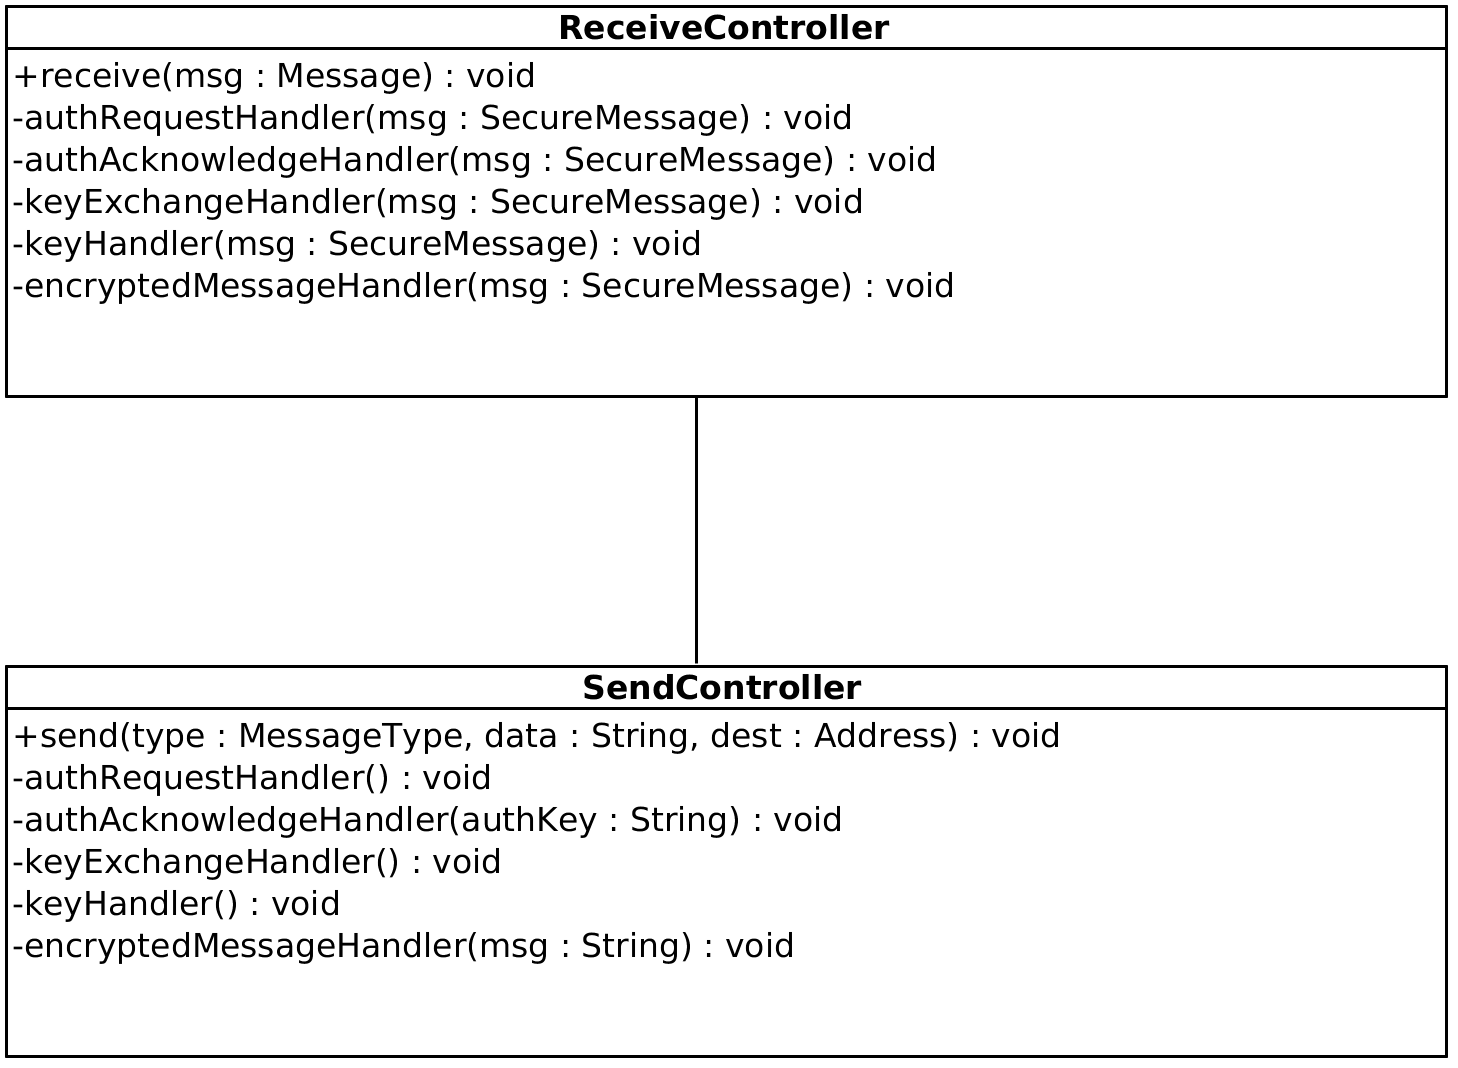 ReceiveController
+receive(msg : Message) : void
-authRequestHandler(msg : SecureMessage) : void
-authAcknowledgeHandler(msg : SecureMessage) : void
-keyExchangeHandler(msg : SecureMessage) : void
-keyHandler(msg : SecureMessage) : void
-encryptedMessageHandler(msg : SecureMessage) : void
SendController
+send(type : MessageType, data : String, dest : Address) : void
-authRequestHandler() : void
-authAcknowledgeHandler(authKey : String) : void
-keyExchangeHandler() : void
-keyHandler() : void
-encryptedMessageHandler(msg : String) : void